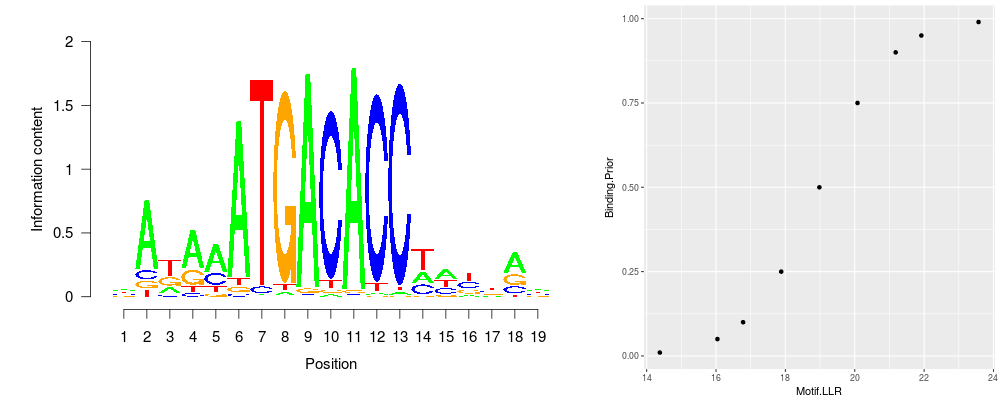 2
1.5
1
0.5
0
Information content
ATGACACC
1 2 3 4 5 6 7 8 9 10 11 12 13 14 15 16 17 18 19
Position
1.00
0.75
0.50
0.25
0.00
Binding.Prior
14 16 18 20 22 24
Motif.LLR